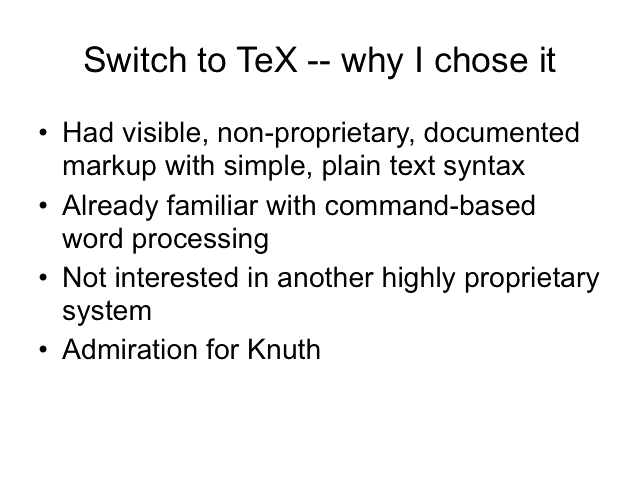 Switch to TeX -- why I chose it
• Had visible, non-proprietary, documented
markup with simple, plain text syntax
• Already familiar with command-based
word processing
• Not interested in another highly proprietary
system
• Admiration for Knuth